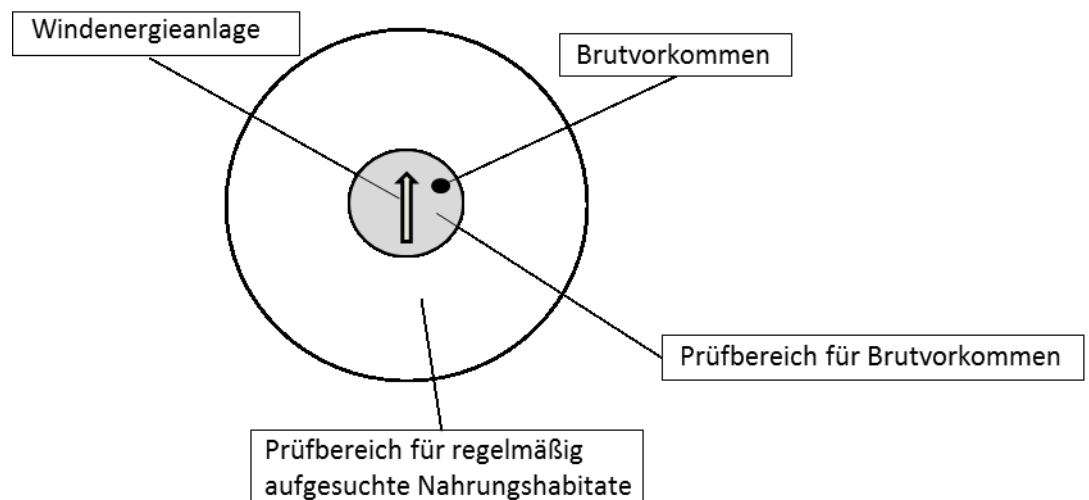 Windenergieanlage
Brutvorkommen
Prüfbereich für Brutvorkommen
Prüfbereich für regelmäßig
aufgesuchte Nahrungshabitate